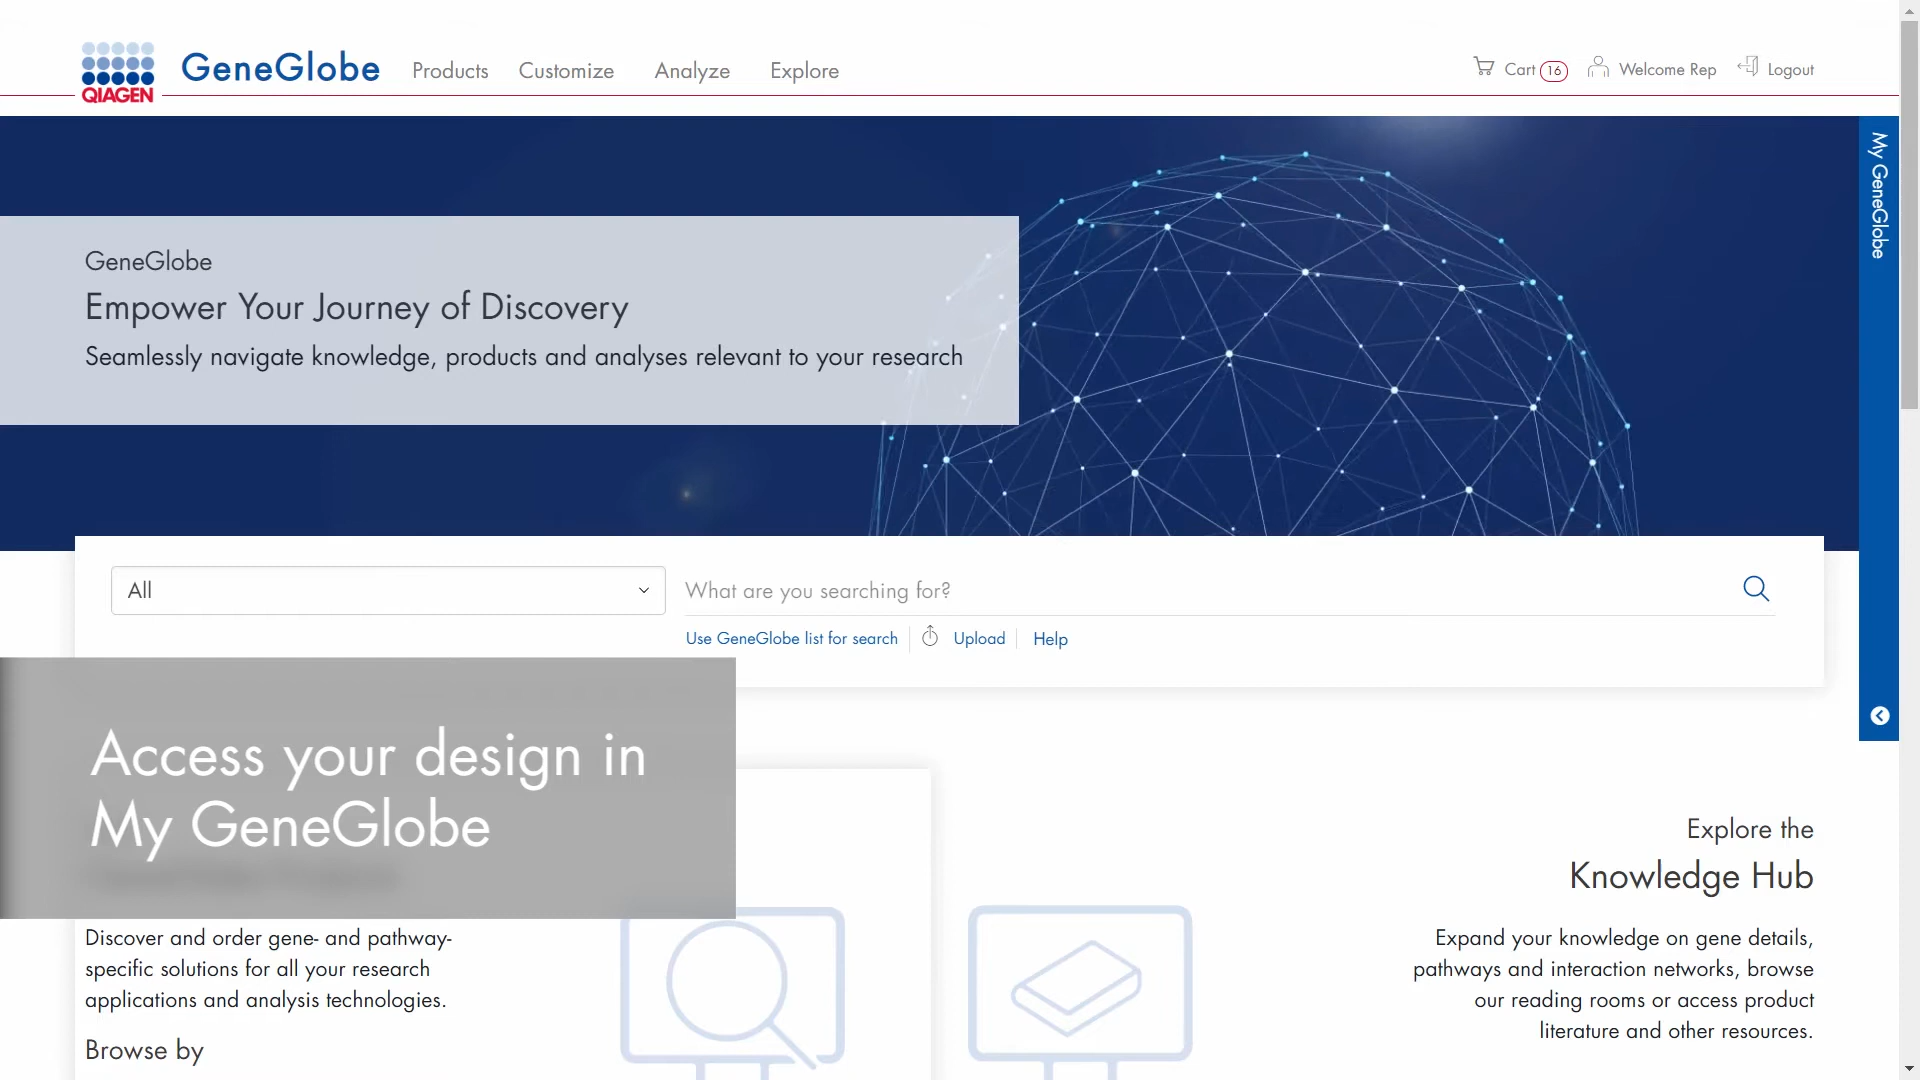 QIAGEN
GeneGlobe
Products
Customize
Analyze
Explore
Cart 16
Welcome Rep
Logout
My GeneGlobe
GeneGlobe
Empower Your Journey of Discovery
Seamlessly navigate knowledge, products and analyses relevant to your research
All
What are you searching for?
Use GeneGlobe list for search
Upload
Help
Access your design in
My GeneGlobe
Discover and order gene- and pathway-
specific solutions for all your research
applications and analysis technologies.
Browse by
Explore the
Knowledge Hub
Expand your knowledge on gene details,
pathways and interaction networks, browse
our reading rooms or access product
literature and other resources.